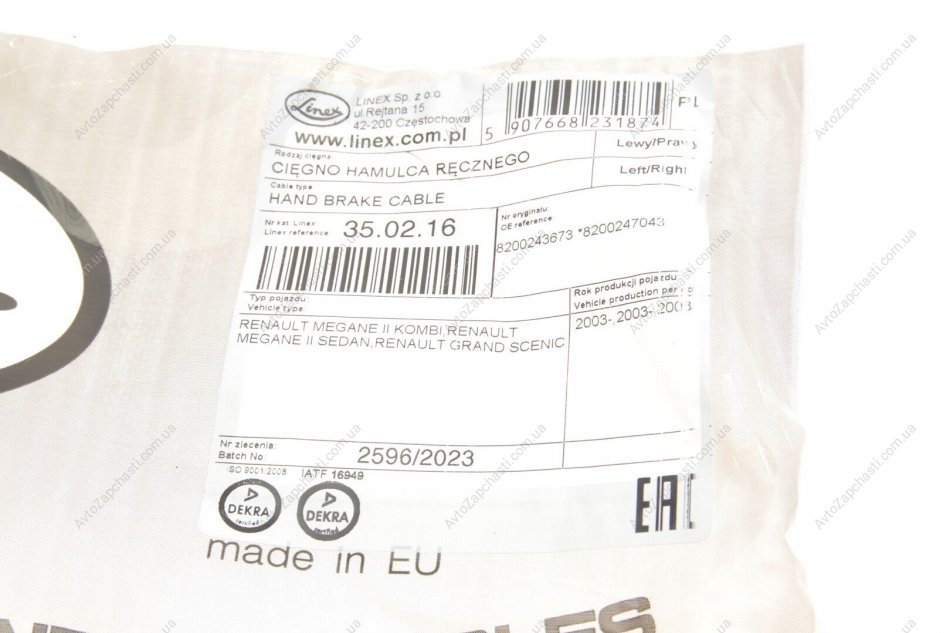 Linex
LINEX Sp. z o.o.
ul.Rejtana 15
42-200 Częstochowa
www.linex.com.pl
5 907668 231874
Lewy/Prawy
Left/Righ
Rodzaj cięgna:
CIĘGNO HAMULCA RĘCZNEGO
Cable type
HAND BRAKE CABLE
Nr kat. Linex
Linex reference
35.02.16
Nr oryginału:
OE reference:
8200243673 *8200247043
Typ pojazdu
Vehicle type:
Rok produkcji pojazdu
Vehicle production per
RENAULT MEGANE II KOMBI,RENAULT
MEGANE II SEDAN,RENAULT GRAND SCENIC
2003-,2003-,2003
Nr zlecenia:
Batch No:
2596/2023
ISO 9001:2008
IATF 16949
DEKRA
DEKRA
EAC
made in EU
AvtoZapchasti.com.ua